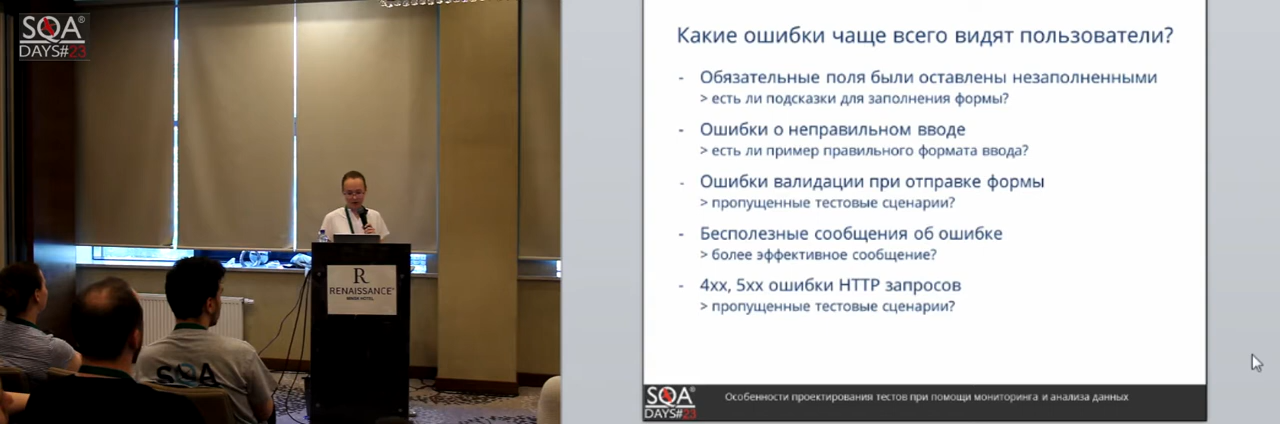 SQA®
DAYS#23
R
RENAISSANCE®
MINSK HOTEL
SQA
Какие ошибки чаще всего видят пользователи?
- Обязательные поля были оставлены незаполненными
> есть ли подсказки для заполнения формы?
- Ошибки о неправильном вводе
> есть ли пример правильного формата ввода?
- Ошибки валидации при отправке формы
> пропущенные тестовые сценарии?
- Бесполезные сообщения об ошибке
> более эффективное сообщение?
- 4xx, 5xx ошибки HTTP запросов
> пропущенные тестовые сценарии?
SQA®
DAYS#23
Особенности проектирования тестов при помощи мониторинга и анализа данных